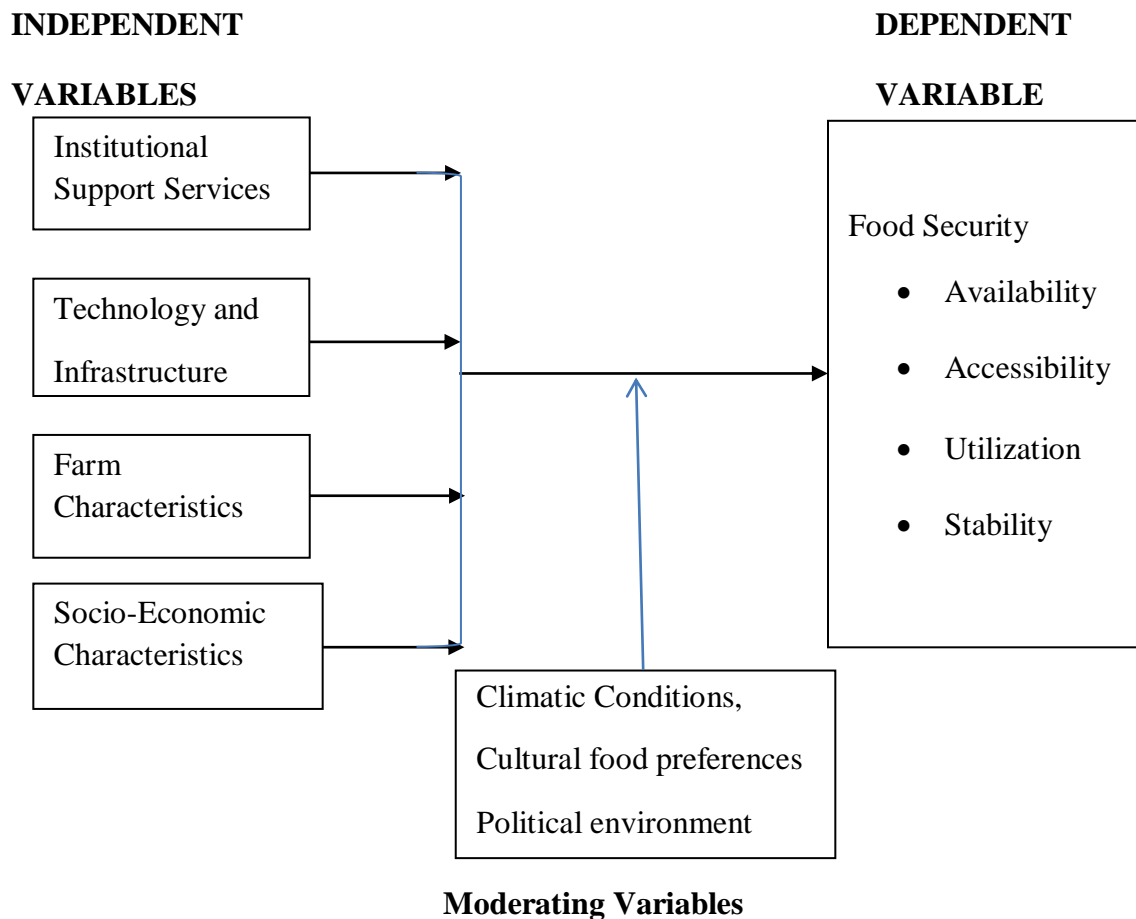 INDEPENDENT
VARIABLES
Institutional
Support Services
Technology and
Infrastructure
Farm
Characteristics
Socio-Economic
Characteristics
DEPENDENT
VARIABLE
Food Security
• Availability
• Accessibility
• Utilization
• Stability
Climatic Conditions,
Cultural food preferences
Political environment
Moderating Variables